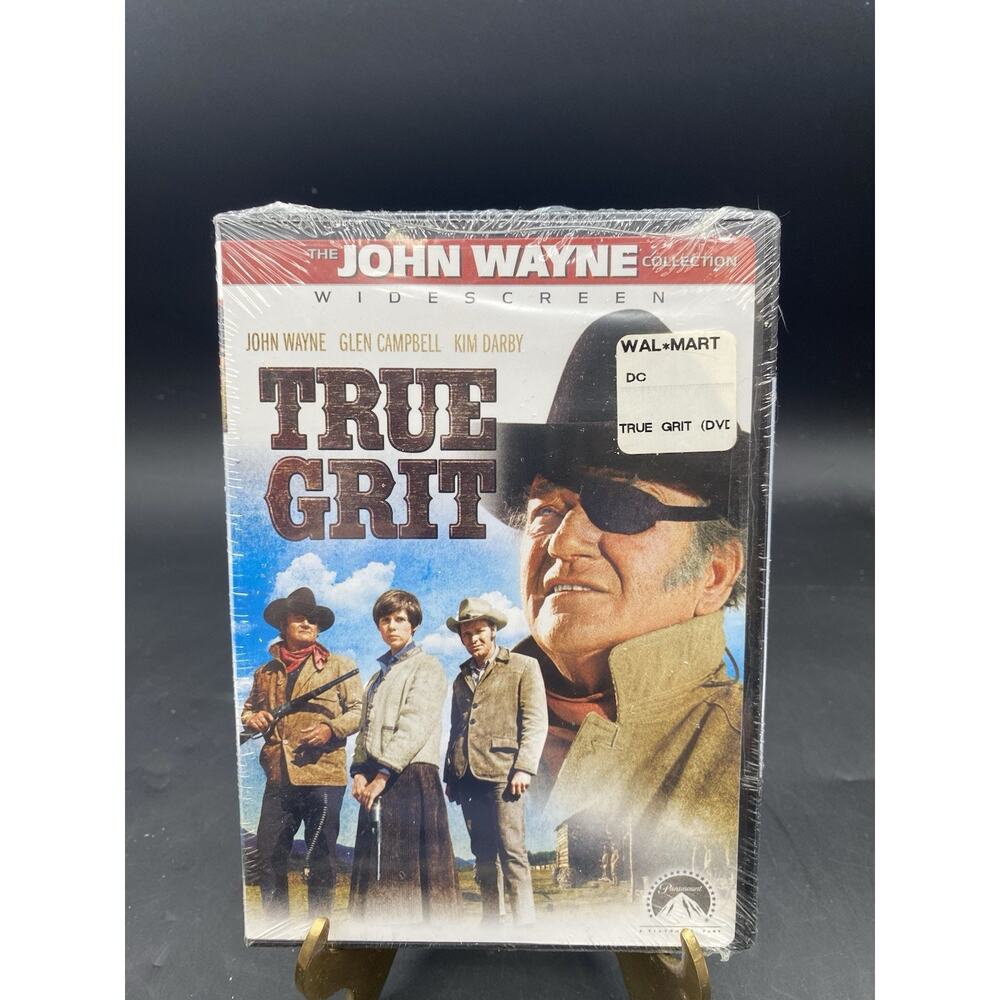 THE JOHN WAYNE COLLECTION
WIDESCREEN
JOHN WAYNE GLEN CAMPBELL KIM DARBY
TRUE
GRIT
WAL*MART
DC
TRUE GRIT (DVD
Paramount